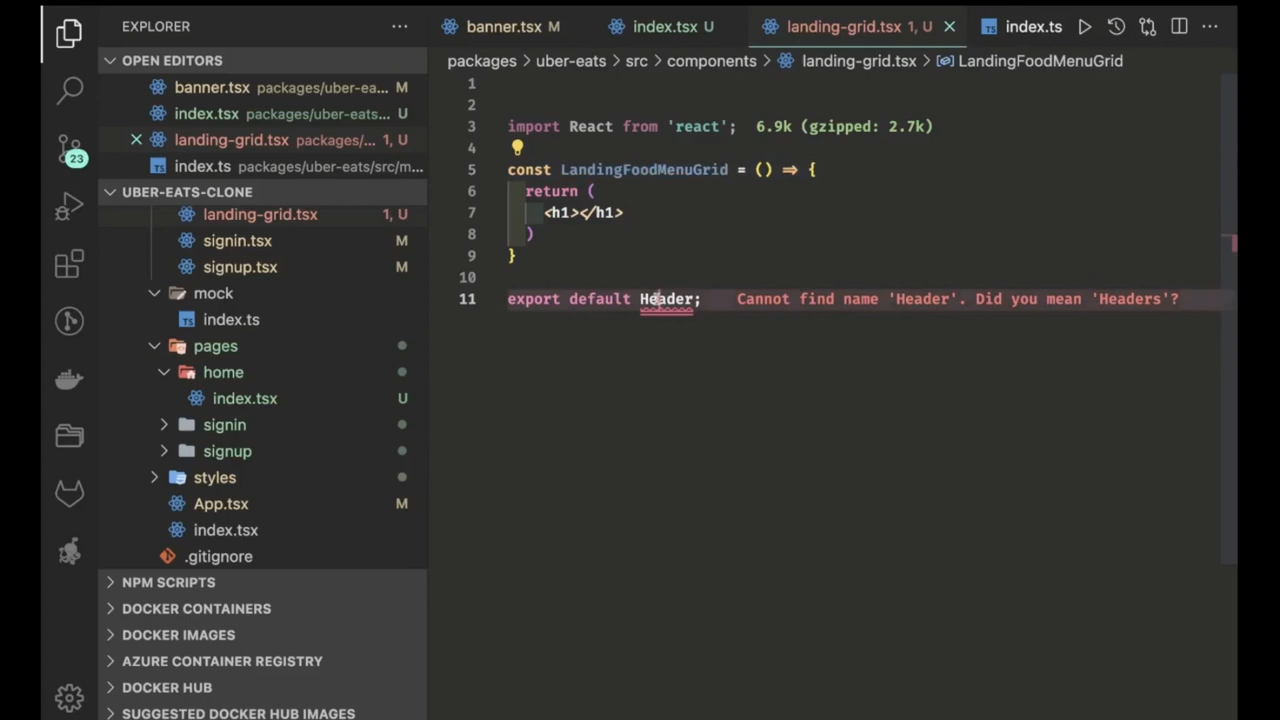 EXPLORER
OPEN EDITORS
banner.tsx packages/uber-ea... M
index.tsx packages/uber-eats... U
landing-grid.tsx packages/... 1, U
index.ts packages/uber-eats/src/m...
UBER-EATS-CLONE
landing-grid.tsx 1, U
signin.tsx M
signup.tsx M
mock
TS index.ts
pages
home
index.tsx U
signin
signup
styles
App.tsx M
index.tsx
.gitignore
NPM SCRIPTS
DOCKER CONTAINERS
DOCKER IMAGES
AZURE CONTAINER REGISTRY
DOCKER HUB
SUGGESTED DOCKER HUB IMAGES
23
banner.tsx M index.tsx U landing-grid.tsx 1, U TS index.ts
packages > uber-eats > src > components > landing-grid.tsx > LandingFoodMenuGrid
1
2
3 import React from 'react'; 6.9k (gzipped: 2.7k)
4
5 const LandingFoodMenuGrid = () => {
6 return (
7 <h1></h1>
8 )
9 }
10
11 export default Header; Cannot find name 'Header'. Did you mean 'Headers'?